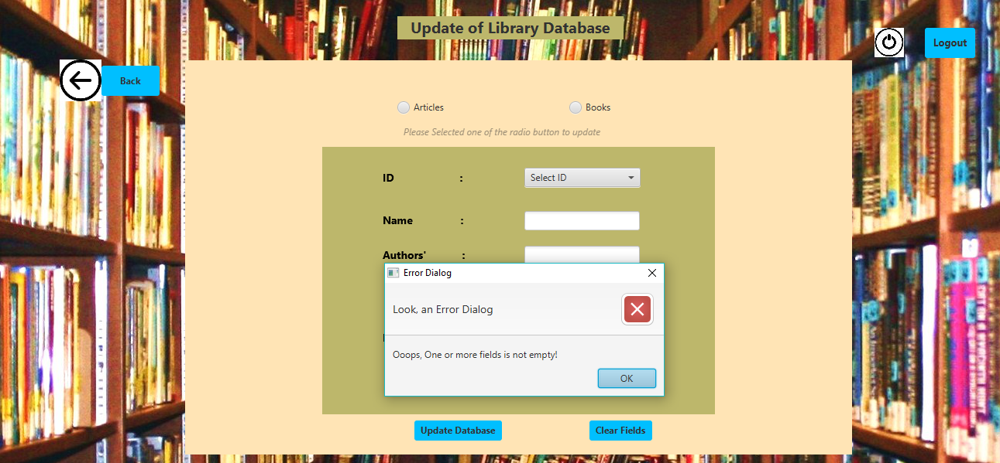 Update of Library Database
Logout
Back
Articles
Books
Please Selected one of the radio button to update
ID :
Select ID
Name :
Authors' :
Error Dialog
Look, an Error Dialog
Ooops, One or more fields is not empty!
OK
Update Database
Clear Fields